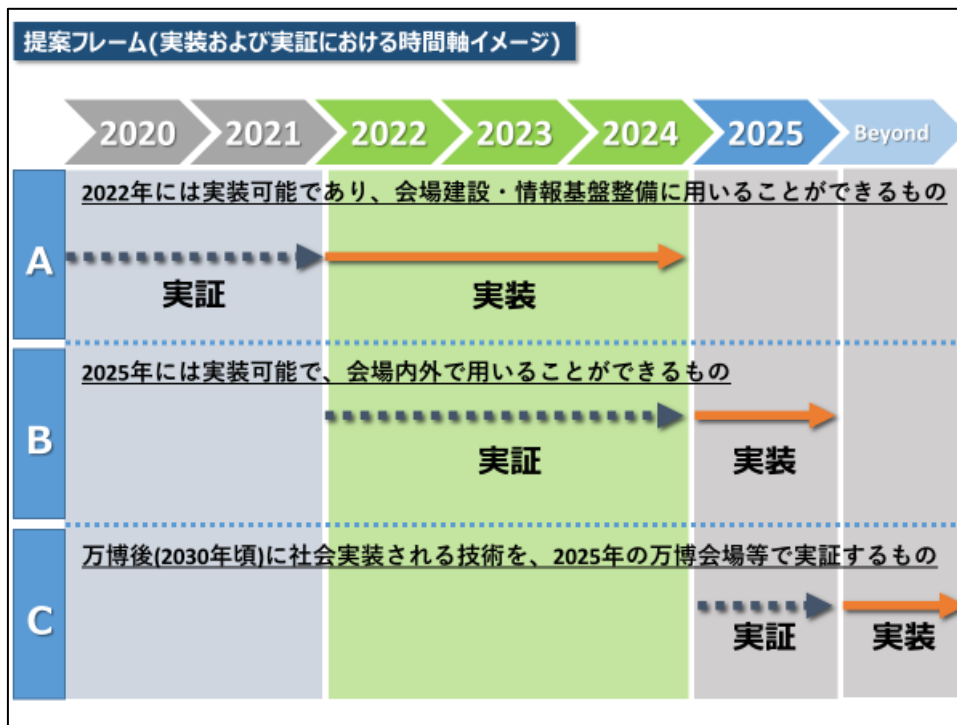 提案フレーム(実装および実証における時間軸イメージ)
2020 2021 2022 2023 2024 2025 Beyond
A
2022年には実装可能であり、会場建設・情報基盤整備に用いることができるもの
実証 実装
B
2025年には実装可能で、会場内外で用いることができるもの
実証 実装
C
万博後(2030年頃)に社会実装される技術を、2025年の万博会場等で実証するもの
実証 実装